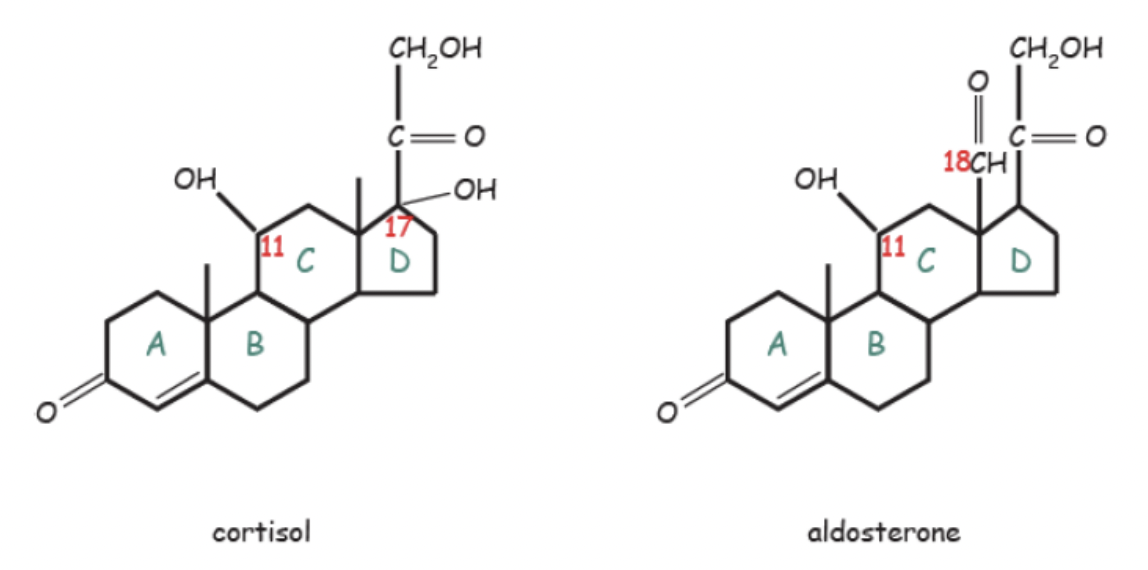 CH₂OH
C=O
OH
OH
17
11
C
D
A
B
O
cortisol
CH₂OH
O
C=O
18CH
OH
11
C
D
A
B
O
aldosterone